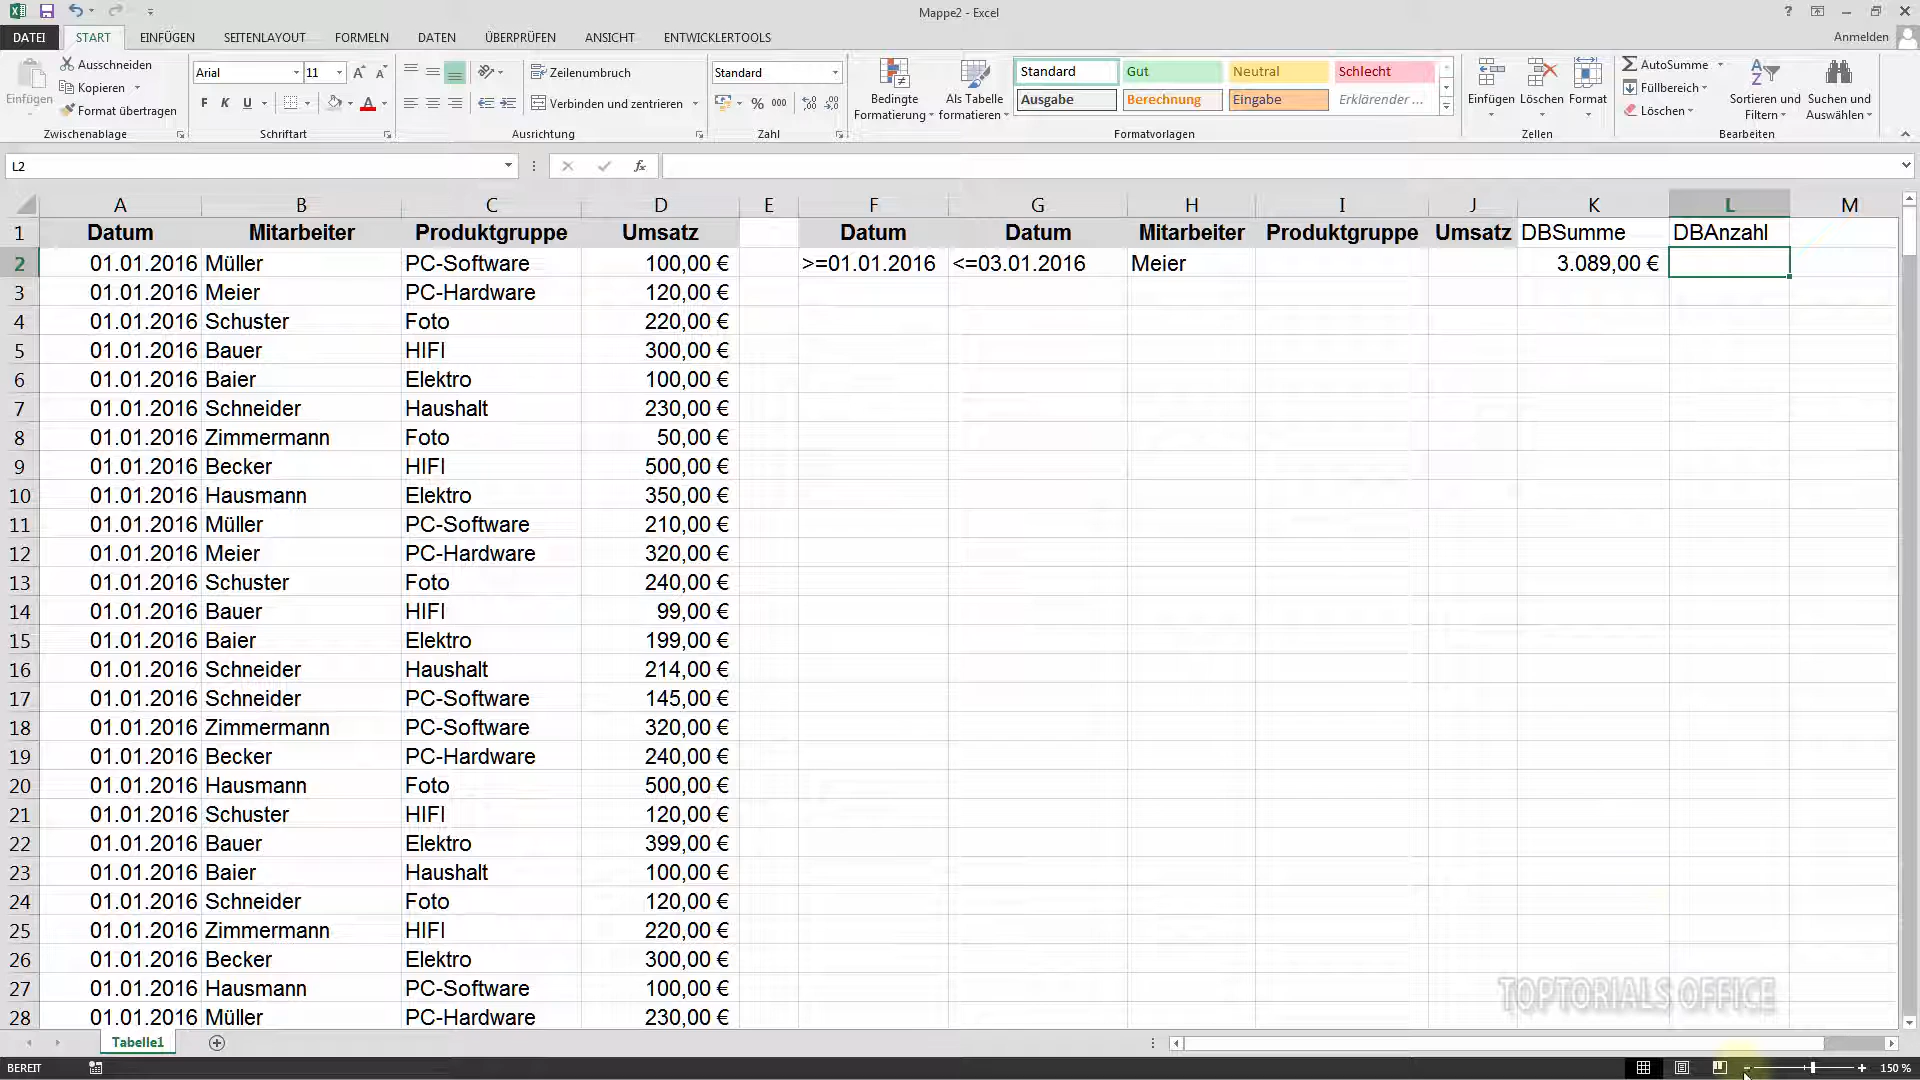 Mappe2 - Excel
DATEI START EINFÜGEN SEITENLAYOUT FORMELN DATEN ÜBERPRÜFEN ANSICHT ENTWICKLERTOOLS Anmelden
Einfügen
Ausschneiden
Kopieren
Format übertragen
Zwischenablage
Arial 11
F K U
Schriftart
Zeilenumbruch
Verbinden und zentrieren
Ausrichtung
Standard
% 000
Zahl
Bedingte Formatierung
Als Tabelle formatieren
Standard Gut Neutral Schlecht
Ausgabe Berechnung Eingabe Erklärender ...
Formatvorlagen
Einfügen Löschen Format
Zellen
AutoSumme
Füllbereich
Löschen
Sortieren und Filtern
Suchen und Auswählen
Bearbeiten
L2 fx
A B C D E F G H I J K L M
1 Datum Mitarbeiter Produktgruppe Umsatz Datum Datum Mitarbeiter Produktgruppe Umsatz DBSumme DBAnzahl
2 01.01.2016 Müller PC-Software 100,00 € >=01.01.2016 <=03.01.2016 Meier 3.089,00 €
3 01.01.2016 Meier PC-Hardware 120,00 €
4 01.01.2016 Schuster Foto 220,00 €
5 01.01.2016 Bauer HIFI 300,00 €
6 01.01.2016 Baier Elektro 100,00 €
7 01.01.2016 Schneider Haushalt 230,00 €
8 01.01.2016 Zimmermann Foto 50,00 €
9 01.01.2016 Becker HIFI 500,00 €
10 01.01.2016 Hausmann Elektro 350,00 €
11 01.01.2016 Müller PC-Software 210,00 €
12 01.01.2016 Meier PC-Hardware 320,00 €
13 01.01.2016 Schuster Foto 240,00 €
14 01.01.2016 Bauer HIFI 99,00 €
15 01.01.2016 Baier Elektro 199,00 €
16 01.01.2016 Schneider Haushalt 214,00 €
17 01.01.2016 Schneider PC-Software 145,00 €
18 01.01.2016 Zimmermann PC-Software 320,00 €
19 01.01.2016 Becker PC-Hardware 240,00 €
20 01.01.2016 Hausmann Foto 500,00 €
21 01.01.2016 Schuster HIFI 120,00 €
22 01.01.2016 Bauer Elektro 399,00 €
23 01.01.2016 Baier Haushalt 100,00 €
24 01.01.2016 Schneider Foto 120,00 €
25 01.01.2016 Zimmermann HIFI 220,00 €
26 01.01.2016 Becker Elektro 300,00 €
27 01.01.2016 Hausmann PC-Software 100,00 €
28 01.01.2016 Müller PC-Hardware 230,00 €
TOPTORIALS OFFICE
Tabelle1
BEREIT 150 %